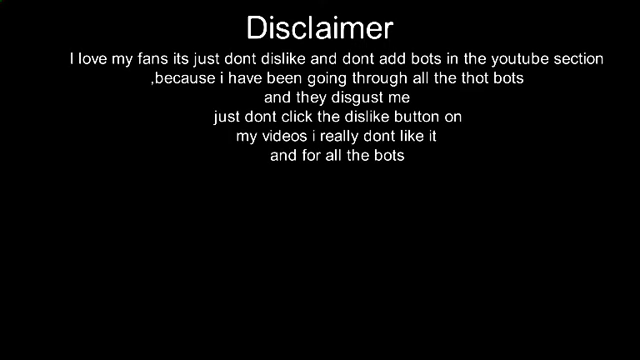 Disclaimer
I love my fans its just dont dislike and dont add bots in the youtube section
,because i have been going through all the thot bots
and they disgust me
just dont click the dislike button on
my videos i really dont like it
and for all the bots